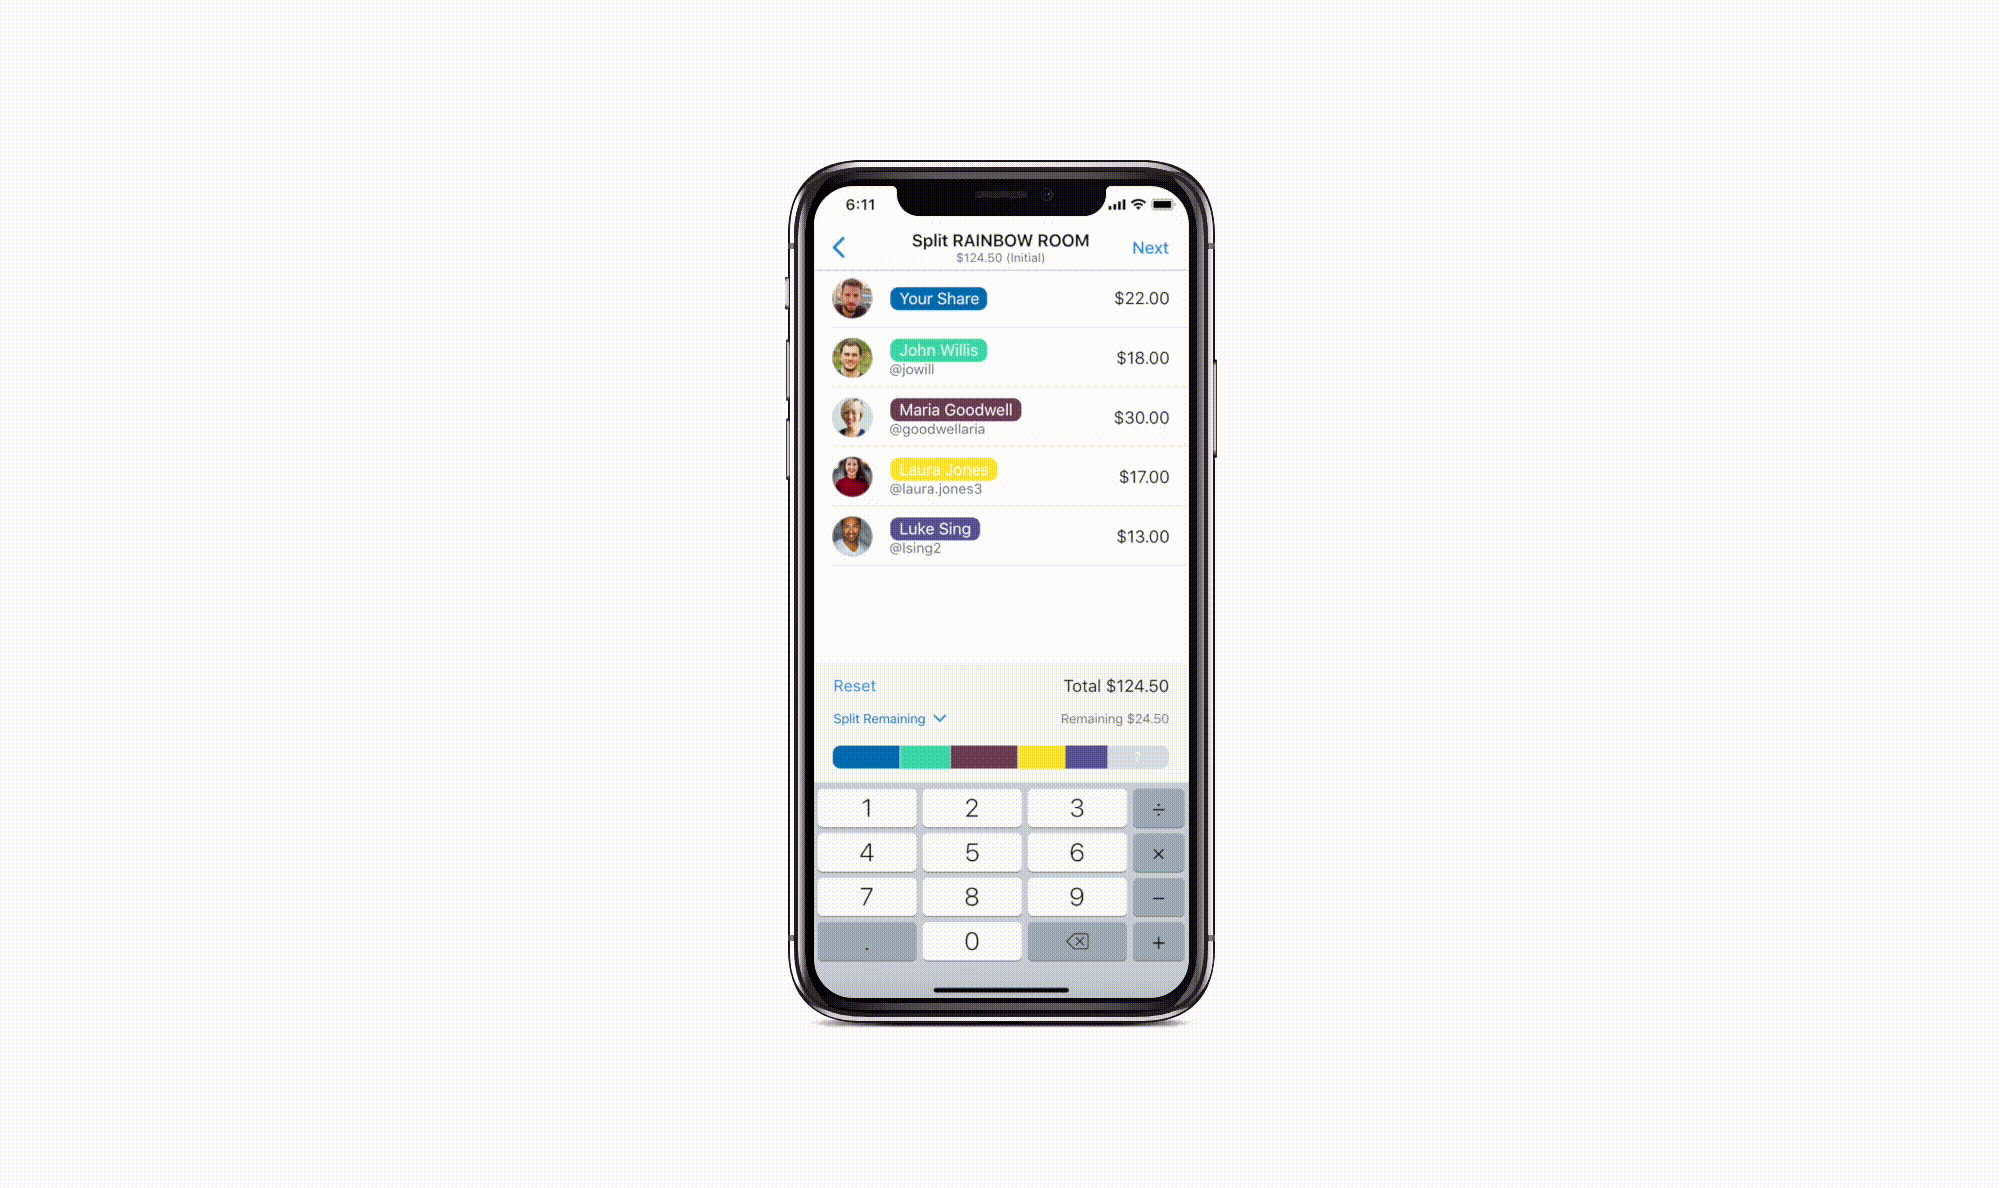 6:11
Split RAINBOW ROOM
Next
$124.50 (Initial)
Your Share
$22.00
John Willis
@jowill
$18.00
Maria Goodwell
@goodwellaria
$30.00
Laura Jones
@laura.jones3
$17.00
Luke Sing
@lsing2
$13.00
Reset
Total $124.50
Split Remaining
Remaining $24.50
?
1 2 3 ÷
4 5 6 ×
7 8 9 −
. 0 +